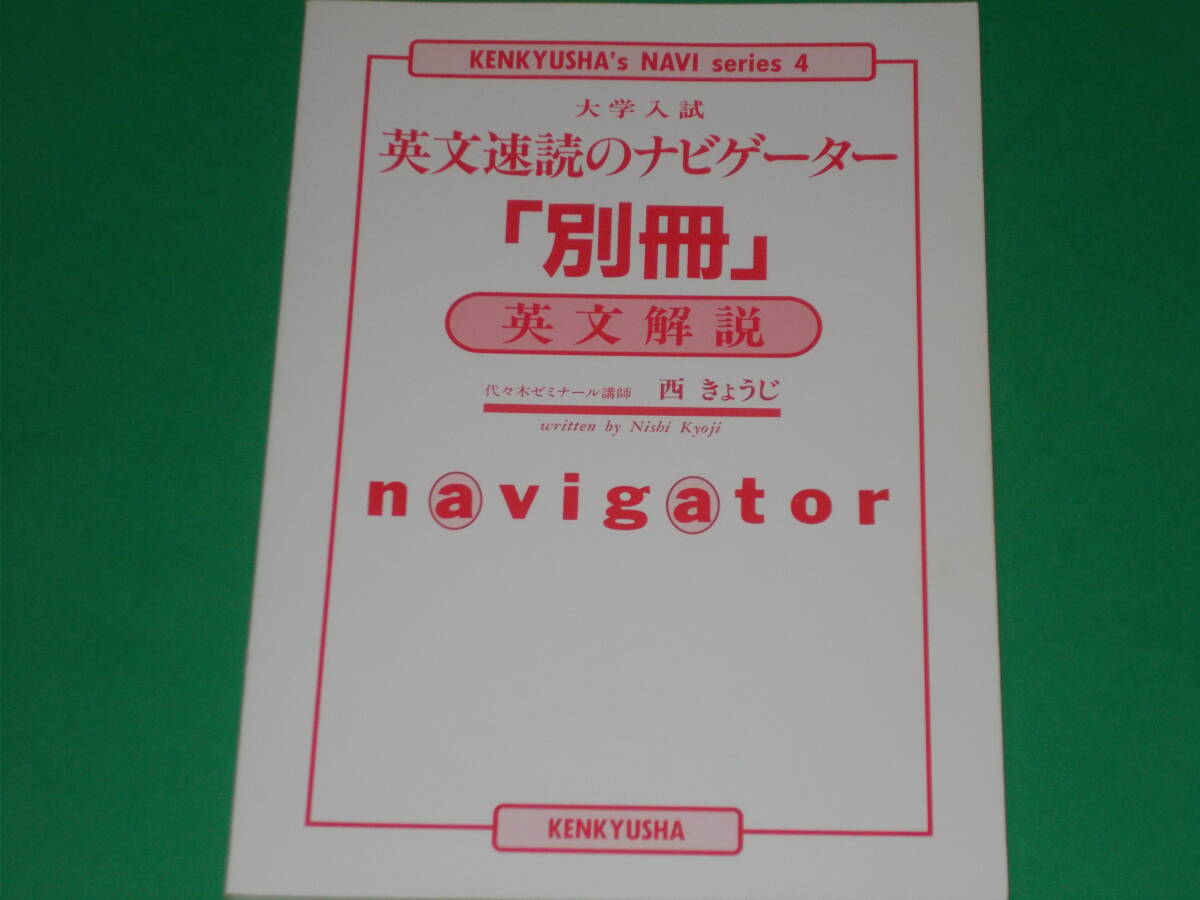 KENKYUSHA's NAVI series 4
大学入試
英文速読のナビゲーター
「別冊」
英文解説
代々木ゼミナール講師 西 きょうじ
written by Nishi Kyoji
navigator
KENKYUSHA